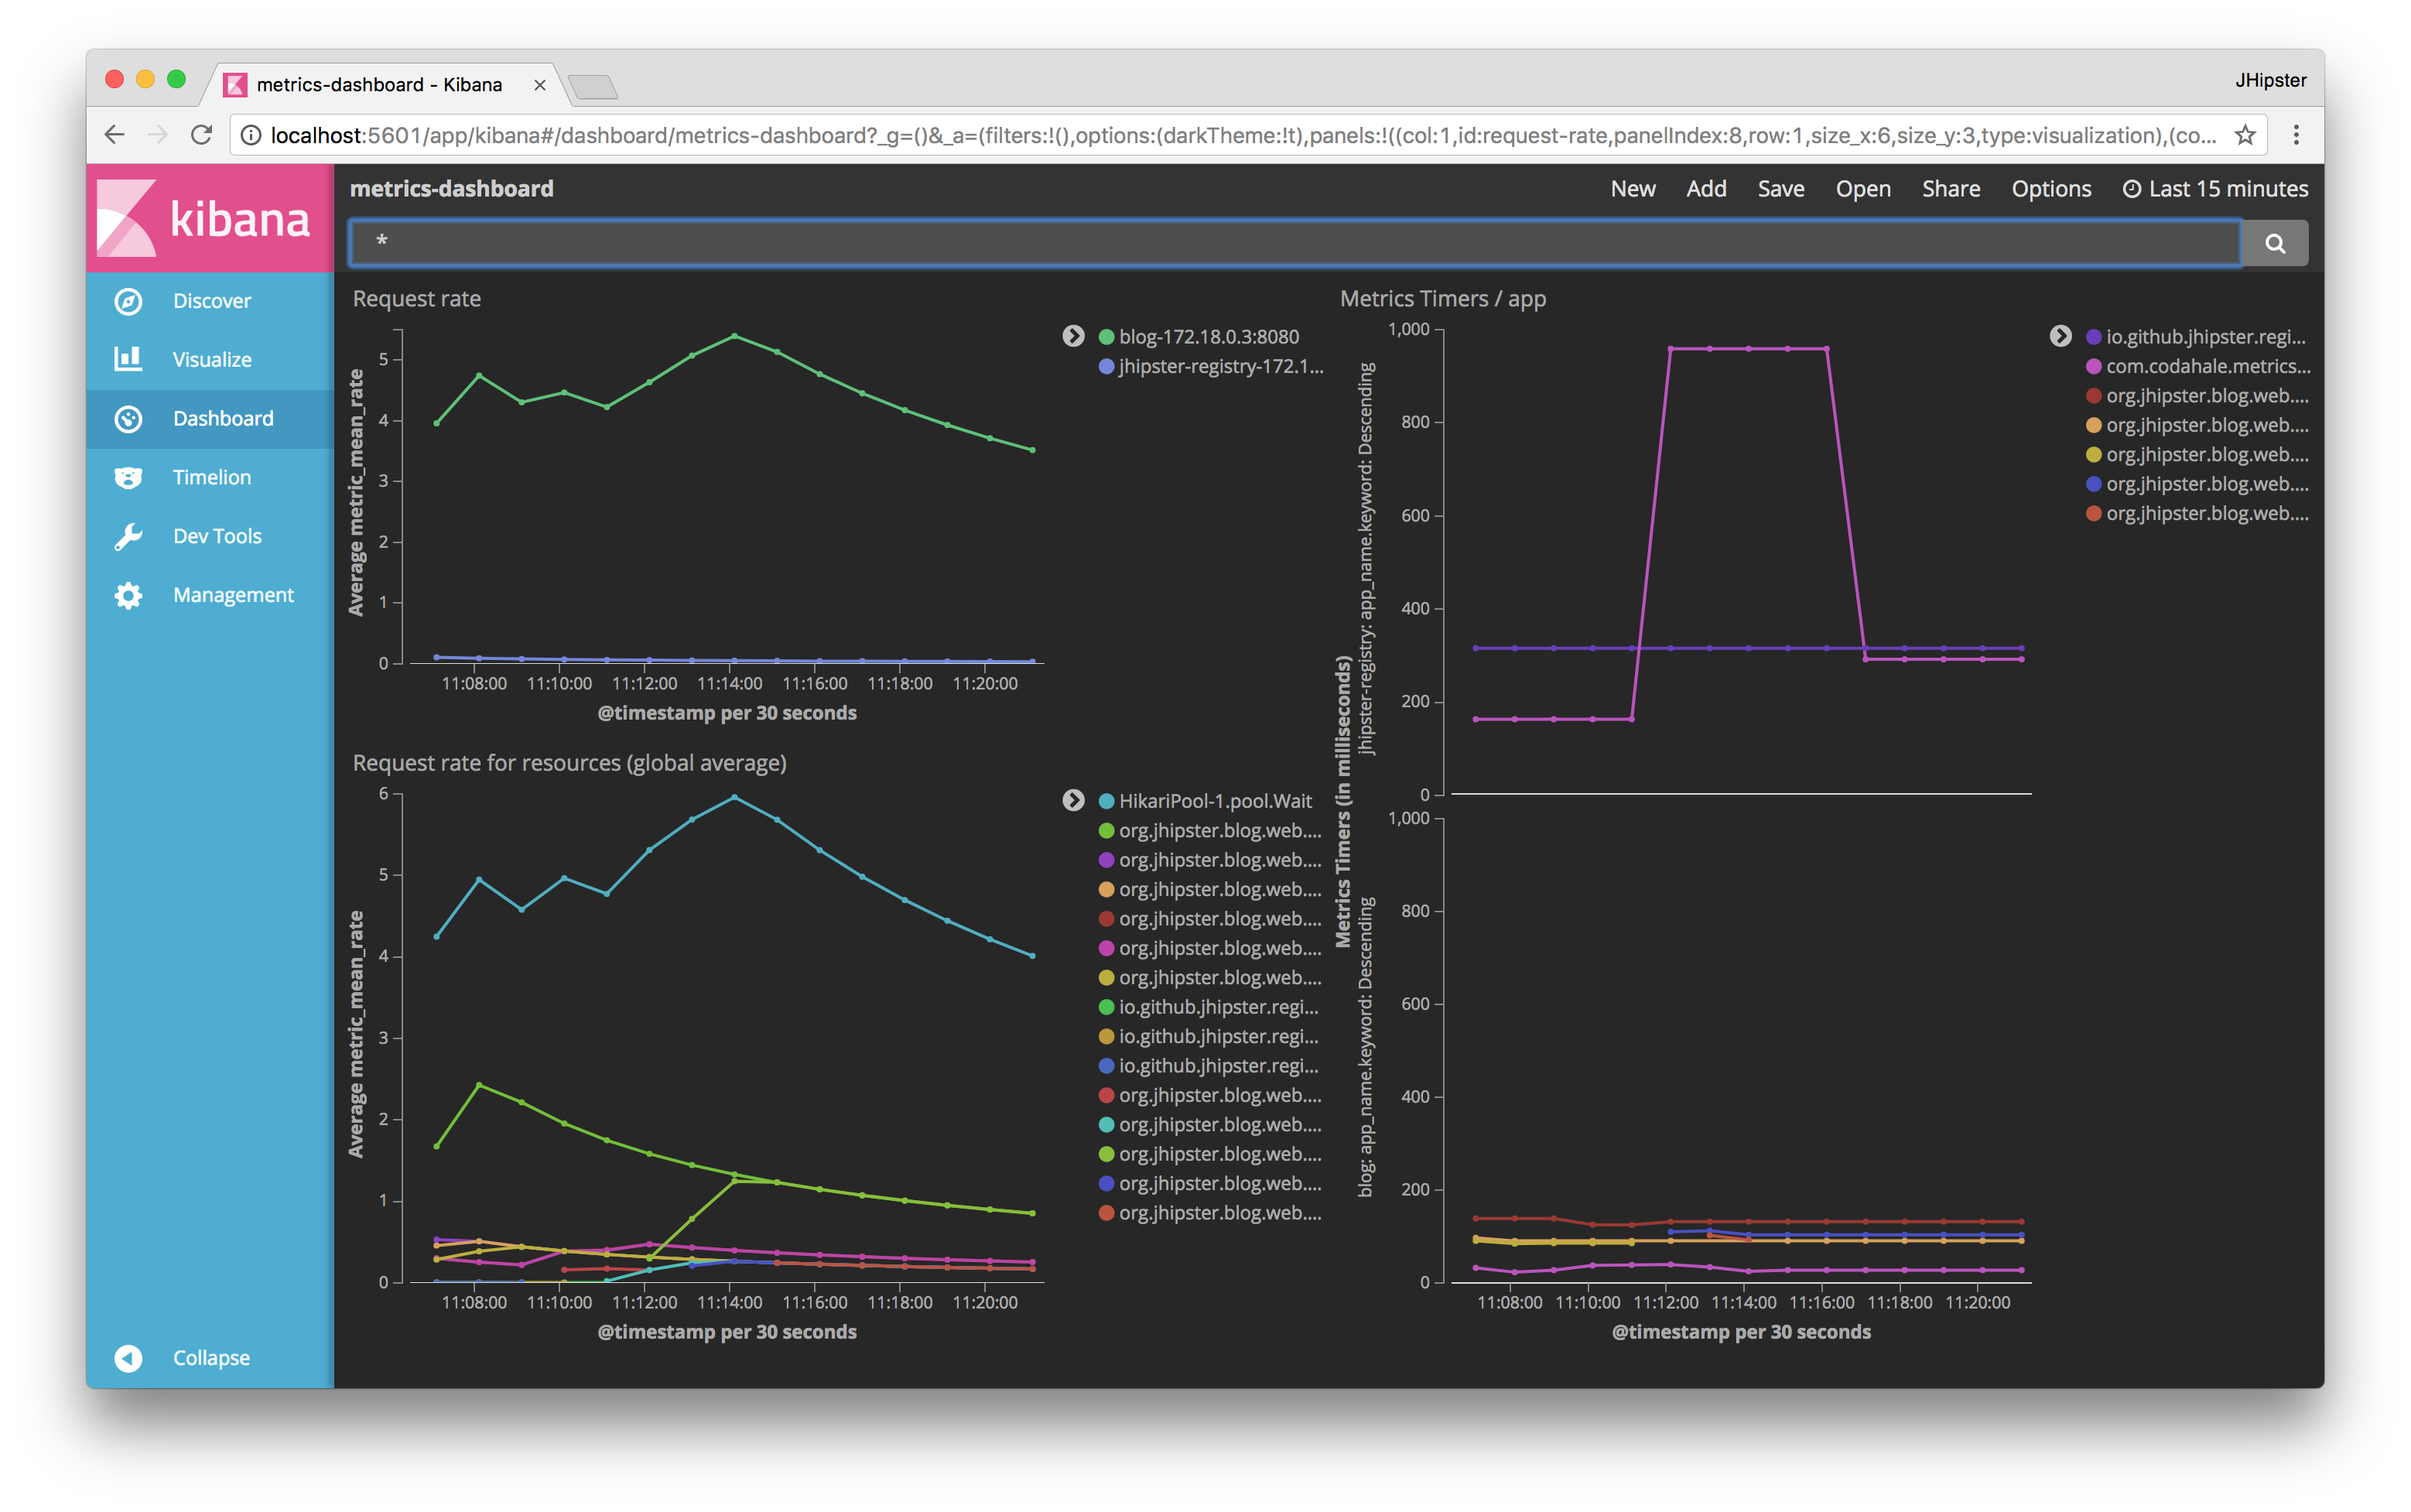 metrics-dashboard - Kibana
JHipster
localhost:5601/app/kibana#/dashboard/metrics-dashboard?_g=()&_a=(filters:!(),options:(darkTheme:!t),panels:!((col:1,id:request-rate,panelIndex:8,row:1,size_x:6,size_y:3,type:visualization),(co...
kibana
Discover
Visualize
Dashboard
Timelion
Dev Tools
Management
Collapse
metrics-dashboard
New Add Save Open Share Options Last 15 minutes
*
Request rate
Average metric_mean_rate
5
4
3
2
1
0
11:08:00 11:10:00 11:12:00 11:14:00 11:16:00 11:18:00 11:20:00
@timestamp per 30 seconds
blog-172.18.0.3:8080
jhipster-registry-172.1...
Request rate for resources (global average)
Average metric_mean_rate
6
5
4
3
2
1
0
11:08:00 11:10:00 11:12:00 11:14:00 11:16:00 11:18:00 11:20:00
@timestamp per 30 seconds
HikariPool-1.pool.Wait
org.jhipster.blog.web....
org.jhipster.blog.web....
org.jhipster.blog.web....
org.jhipster.blog.web....
org.jhipster.blog.web....
org.jhipster.blog.web....
io.github.jhipster.regi...
io.github.jhipster.regi...
io.github.jhipster.regi...
org.jhipster.blog.web....
org.jhipster.blog.web....
org.jhipster.blog.web....
org.jhipster.blog.web....
org.jhipster.blog.web....
Metrics Timers / app
Metrics Timers (in milliseconds)
jhipster-registry: app_name.keyword: Descending
1,000
800
600
400
200
0
blog: app_name.keyword: Descending
1,000
800
600
400
200
0
11:08:00 11:10:00 11:12:00 11:14:00 11:16:00 11:18:00 11:20:00
@timestamp per 30 seconds
io.github.jhipster.regi...
com.codahale.metrics...
org.jhipster.blog.web....
org.jhipster.blog.web....
org.jhipster.blog.web....
org.jhipster.blog.web....
org.jhipster.blog.web....